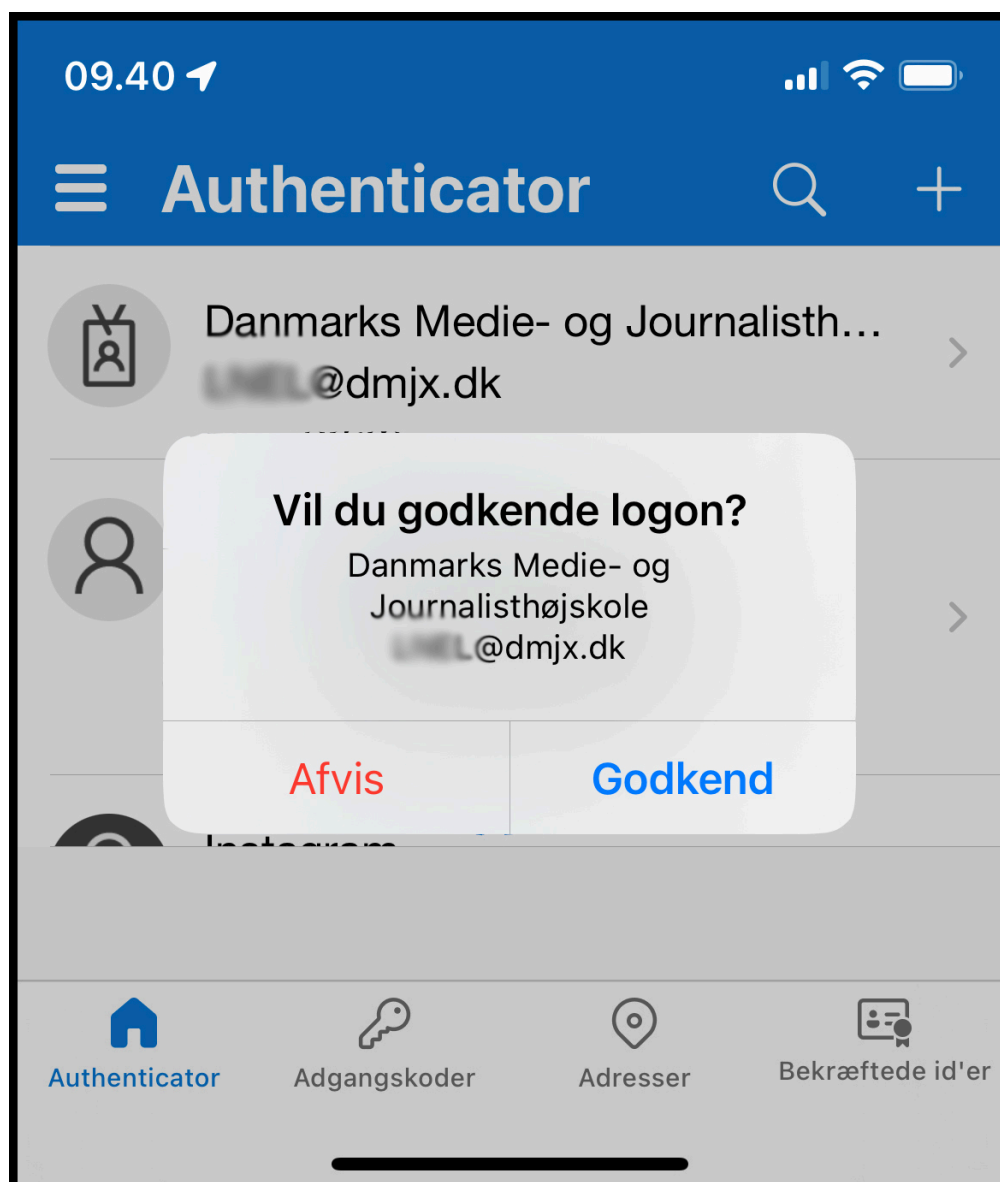 09.40
Authenticator
Danmarks Medie- og Journalisth…
@dmjx.dk
Vil du godkende logon?
Danmarks Medie- og
Journalisthøjskole
@dmjx.dk
Afvis
Godkend
Instagram
Authenticator
Adgangskoder
Adresser
Bekræftede id'er